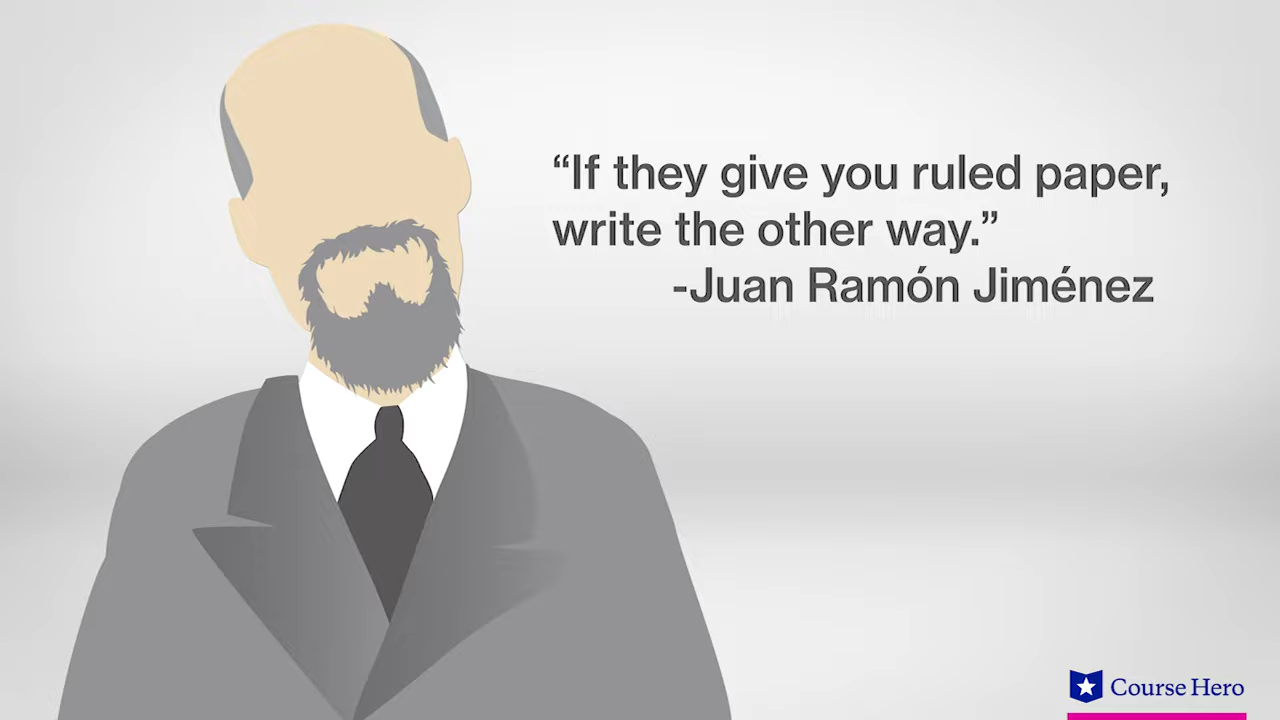 “If they give you ruled paper,
write the other way.”
-Juan Ramón Jiménez
Course Hero